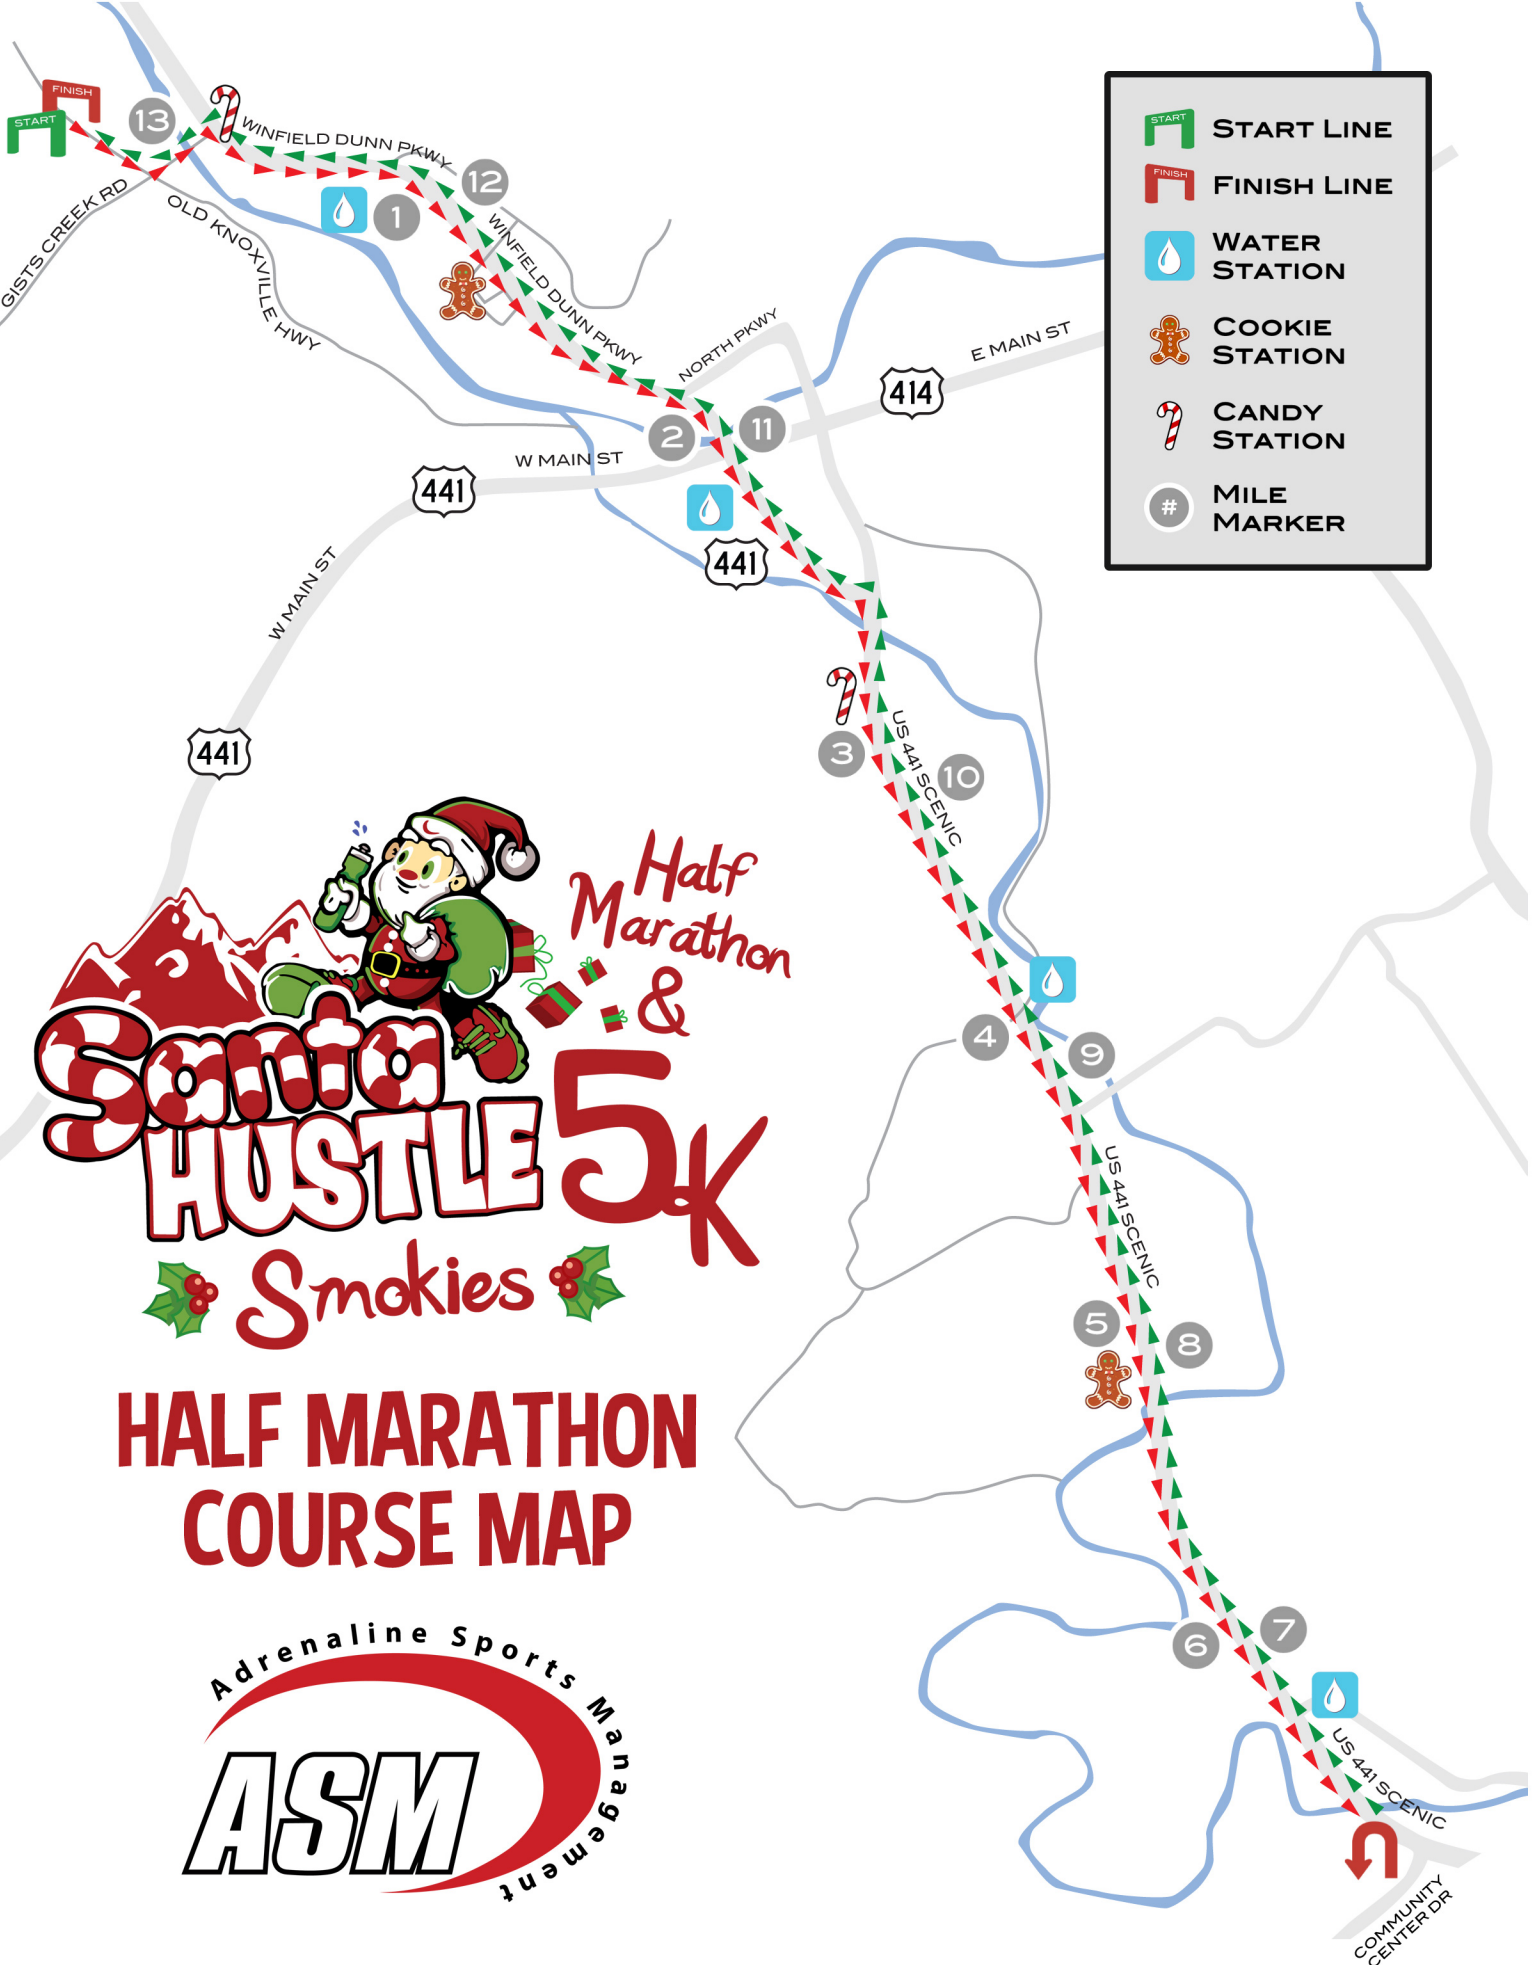 FINISH
START
13
WINFIELD DUNN PKWY
12
1
GISTS CREEK RD
OLD KNOXVILLE HWY
WINFIELD DUNN PKWY
NORTH PKWY
E MAIN ST
414
2
11
W MAIN ST
441
441
W MAIN ST
441
3
10
US 441 SCENIC
4
9
US 441 SCENIC
5
8
6
7
US 441 SCENIC
COMMUNITY
CENTER DR
START
START LINE
FINISH
FINISH LINE
WATER
STATION
COOKIE
STATION
CANDY
STATION
#
MILE
MARKER
Half
Marathon
&
Santa
HUSTLE
5K
Smokies
HALF MARATHON
COURSE MAP
Adrenaline Sports Management
ASM